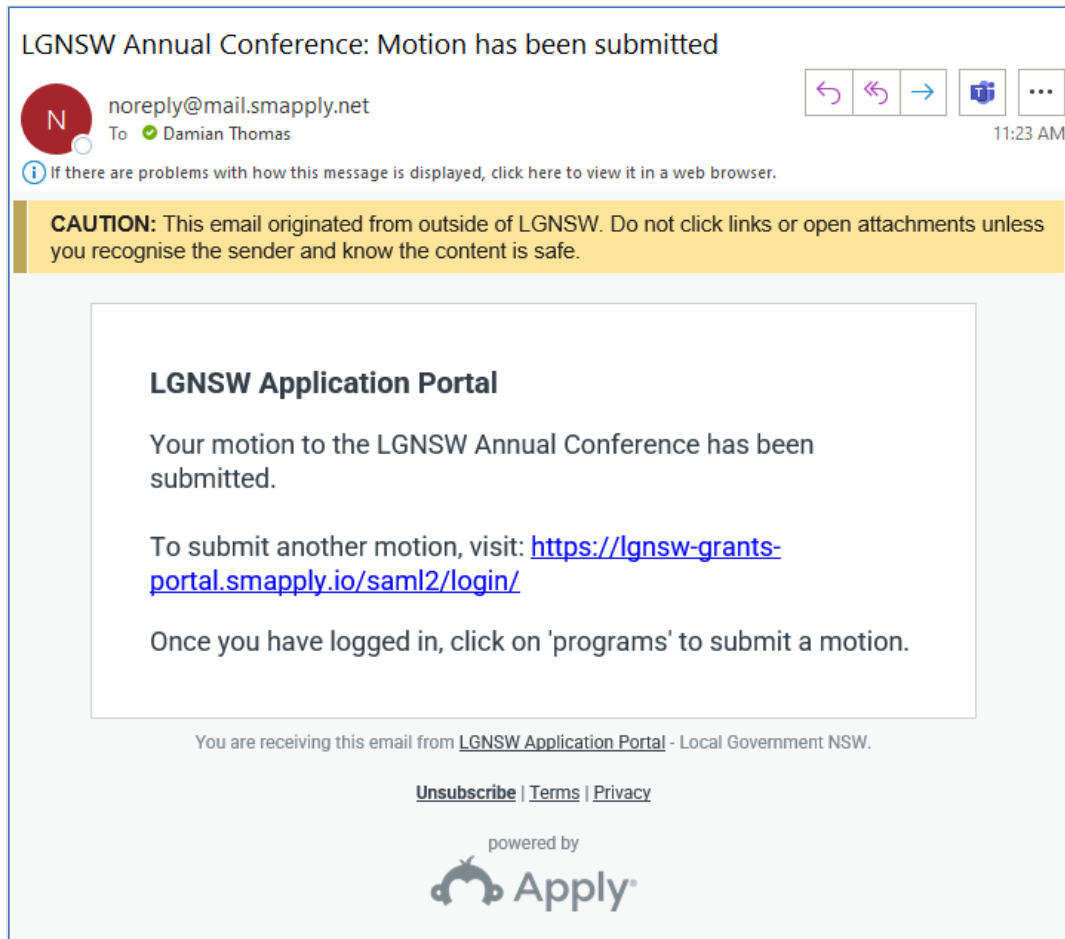 LGNSW Annual Conference: Motion has been submitted
N
noreply@mail.smapply.net
To Damian Thomas
11:23 AM
If there are problems with how this message is displayed, click here to view it in a web browser.
CAUTION: This email originated from outside of LGNSW. Do not click links or open attachments unless
you recognise the sender and know the content is safe.
LGNSW Application Portal
Your motion to the LGNSW Annual Conference has been
submitted.
To submit another motion, visit: https://lgnsw-grants-
portal.smapply.io/saml2/login/
Once you have logged in, click on 'programs' to submit a motion.
You are receiving this email from LGNSW Application Portal - Local Government NSW.
Unsubscribe | Terms | Privacy
powered by
Apply®